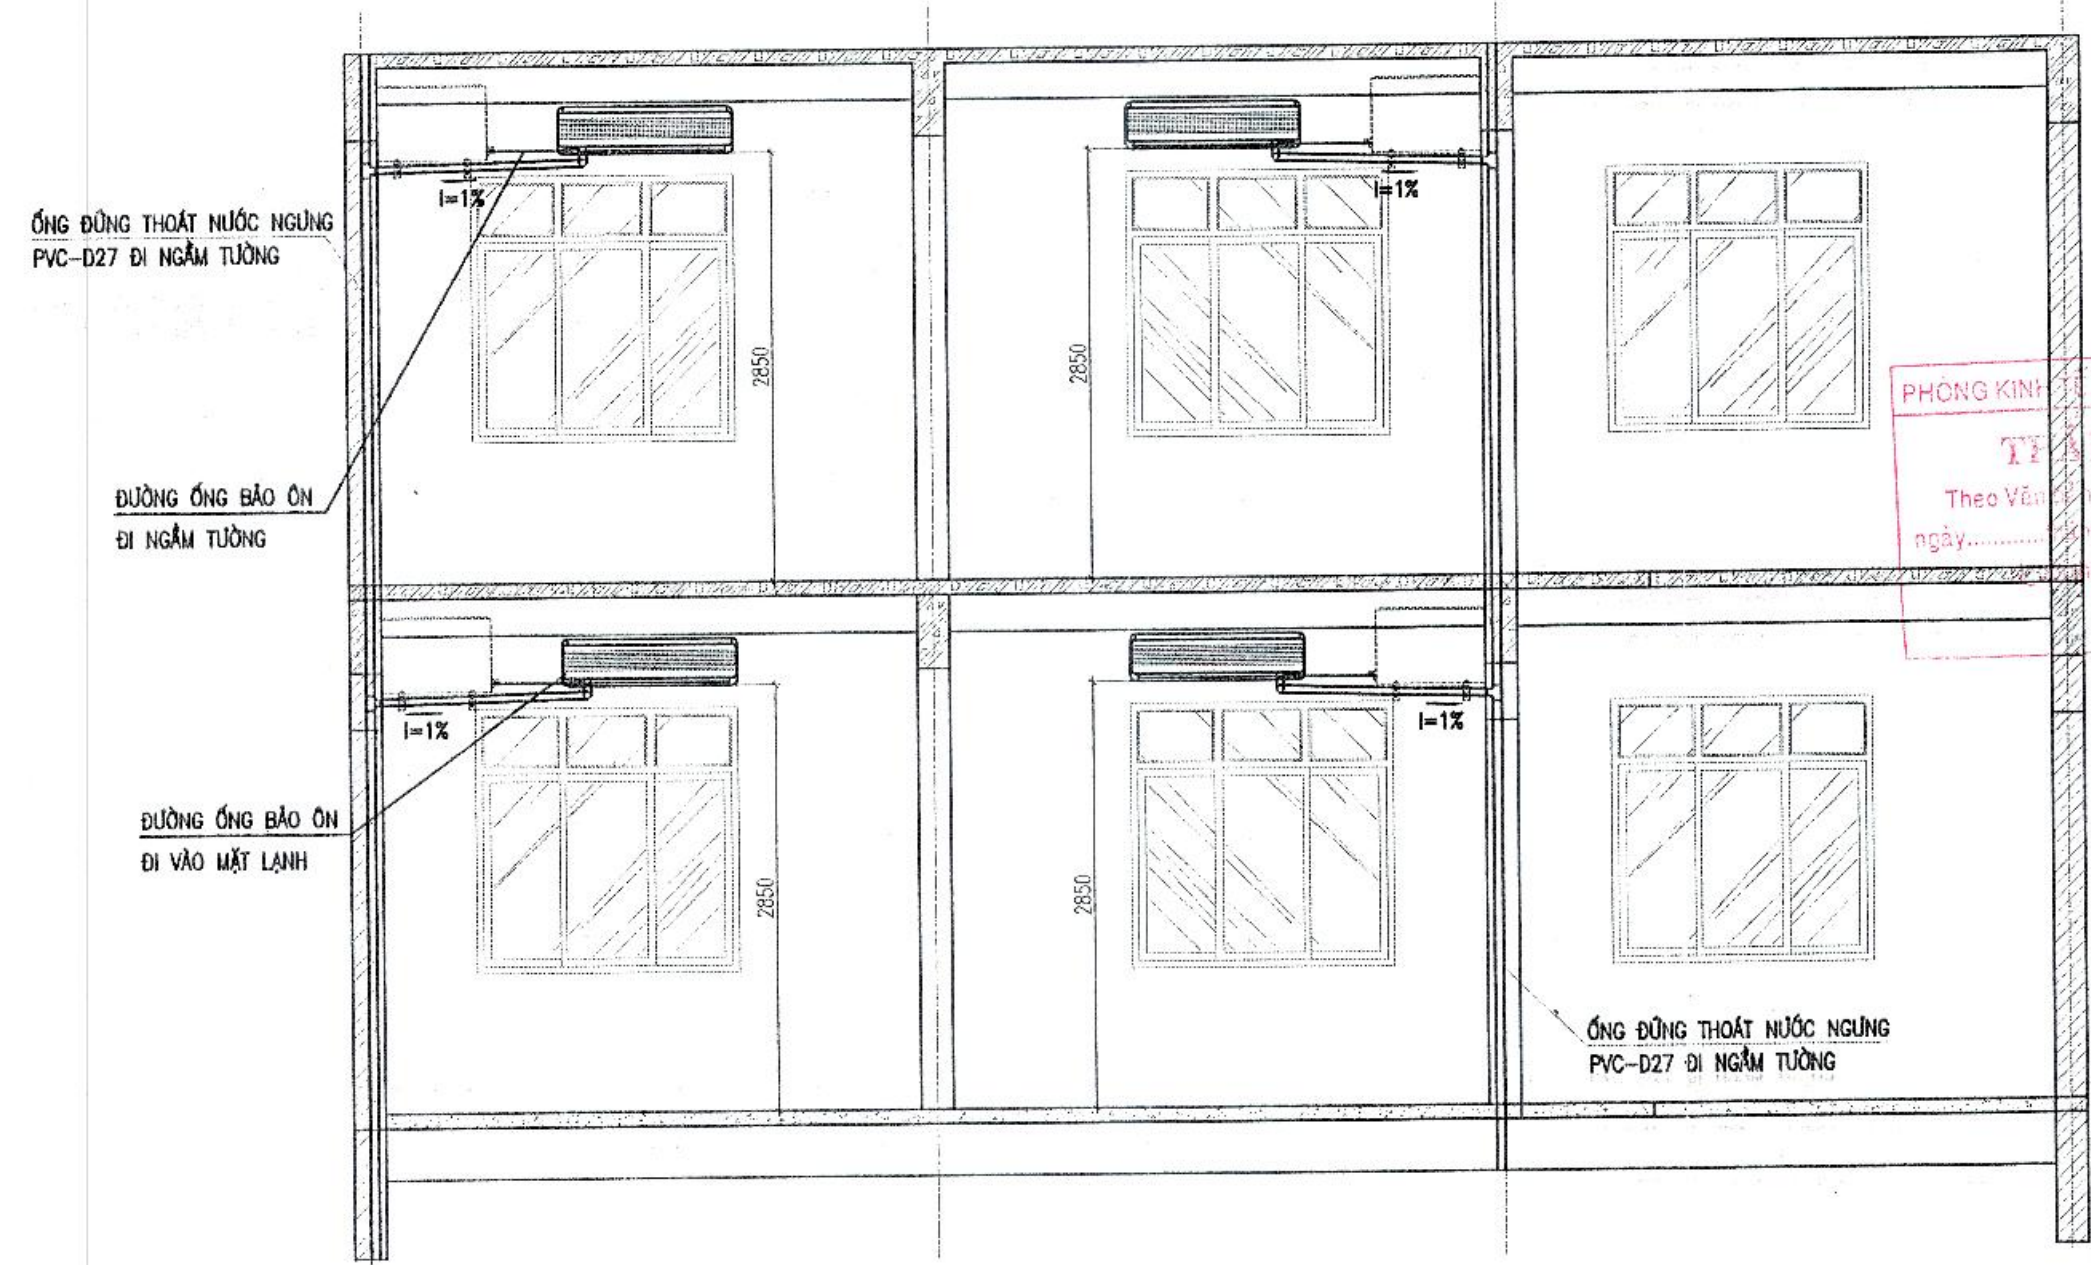 I=1%
I=1%
ỐNG ĐỨNG THOÁT NƯỚC NGƯNG
PVC-D27 ĐI NGẦM TƯỜNG
2850
2850
PHÒNG KINH TẾ
Theo Văn
ngày............
ĐƯỜNG ỐNG BẢO ÔN
ĐI NGẦM TƯỜNG
I=1%
I=1%
ĐƯỜNG ỐNG BẢO ÔN
ĐI VÀO MẶT LẠNH
2850
2850
ỐNG ĐỨNG THOÁT NƯỚC NGƯNG
PVC-D27 ĐI NGẦM TƯỜNG